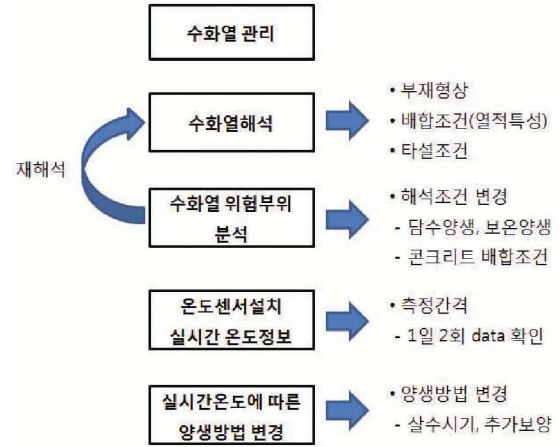 수화열 관리
수화열해석
• 부재형상
• 배합조건(열적특성)
• 타설조건
재해석
수화열 위험부위
분석
• 해석조건 변경
- 담수양생, 보온양생
- 콘크리트 배합조건
온도센서설치
실시간 온도정보
• 측정간격
- 1일 2회 data 확인
실시간온도에 따른
양생방법 변경
• 양생방법 변경
- 살수시기, 추가보양